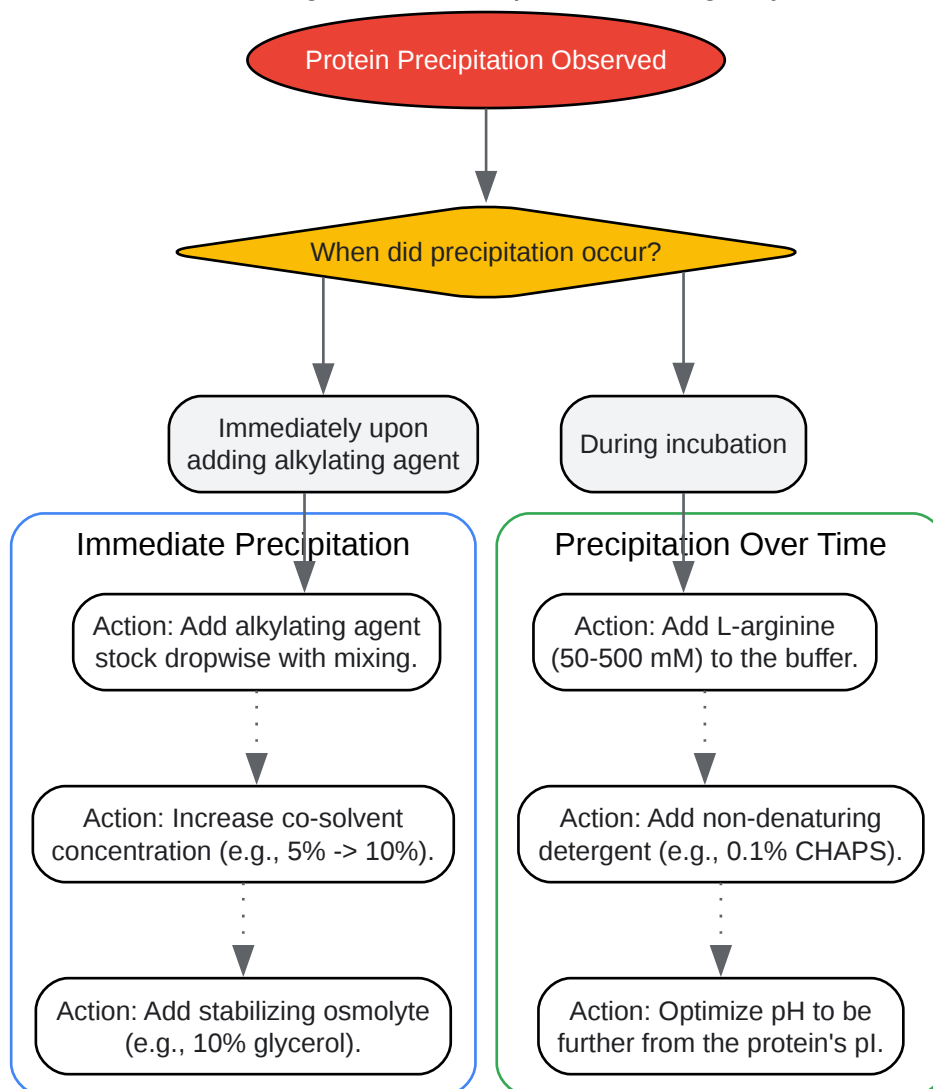 Protein Precipitation Observed
When did precipitation occur?
Immediately upon
adding alkylating agent
During incubation
Immediate Precipitation
Action: Add alkylating agent
stock dropwise with mixing.
Action: Increase co-solvent
concentration (e.g., 5% -> 10%).
Action: Add stabilizing osmolyte
(e.g., 10% glycerol).
Precipitation Over Time
Action: Add L-arginine
(50-500 mM) to the buffer.
Action: Add non-denaturing
detergent (e.g., 0.1% CHAPS).
Action: Optimize pH to be
further from the protein's pI.